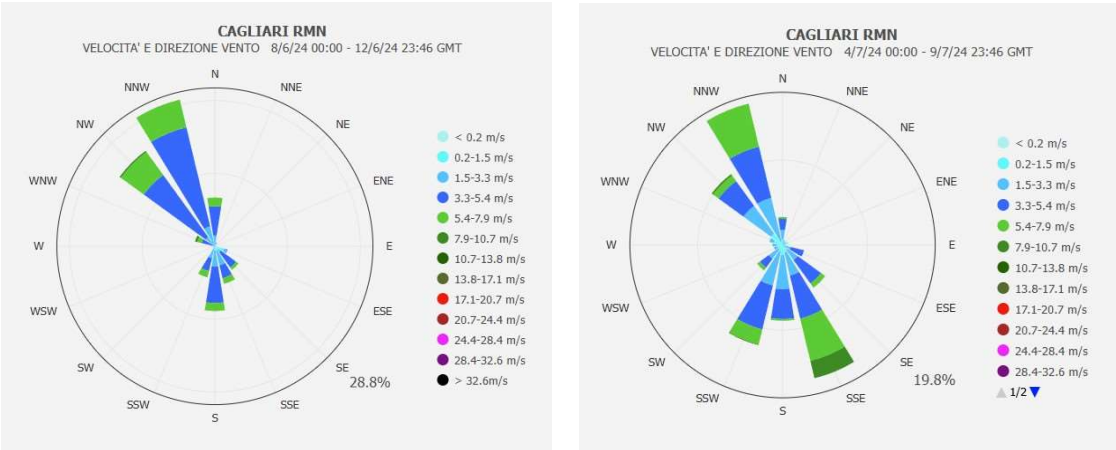 CAGLIARI RMN
VELOCITA' E DIREZIONE VENTO 8/6/24 00:00 - 12/6/24 23:46 GMT
N
NNE
NE
ENE
E
ESE
SE
SSE
S
SSW
SW
WSW
W
WNW
NW
NNW
28.8%
< 0.2 m/s
0.2-1.5 m/s
1.5-3.3 m/s
3.3-5.4 m/s
5.4-7.9 m/s
7.9-10.7 m/s
10.7-13.8 m/s
13.8-17.1 m/s
17.1-20.7 m/s
20.7-24.4 m/s
24.4-28.4 m/s
28.4-32.6 m/s
> 32.6m/s
CAGLIARI RMN
VELOCITA' E DIREZIONE VENTO 4/7/24 00:00 - 9/7/24 23:46 GMT
N
NNE
NE
ENE
E
ESE
SE
SSE
S
SSW
SW
WSW
W
WNW
NW
NNW
19.8%
< 0.2 m/s
0.2-1.5 m/s
1.5-3.3 m/s
3.3-5.4 m/s
5.4-7.9 m/s
7.9-10.7 m/s
10.7-13.8 m/s
13.8-17.1 m/s
17.1-20.7 m/s
20.7-24.4 m/s
24.4-28.4 m/s
28.4-32.6 m/s
1/2